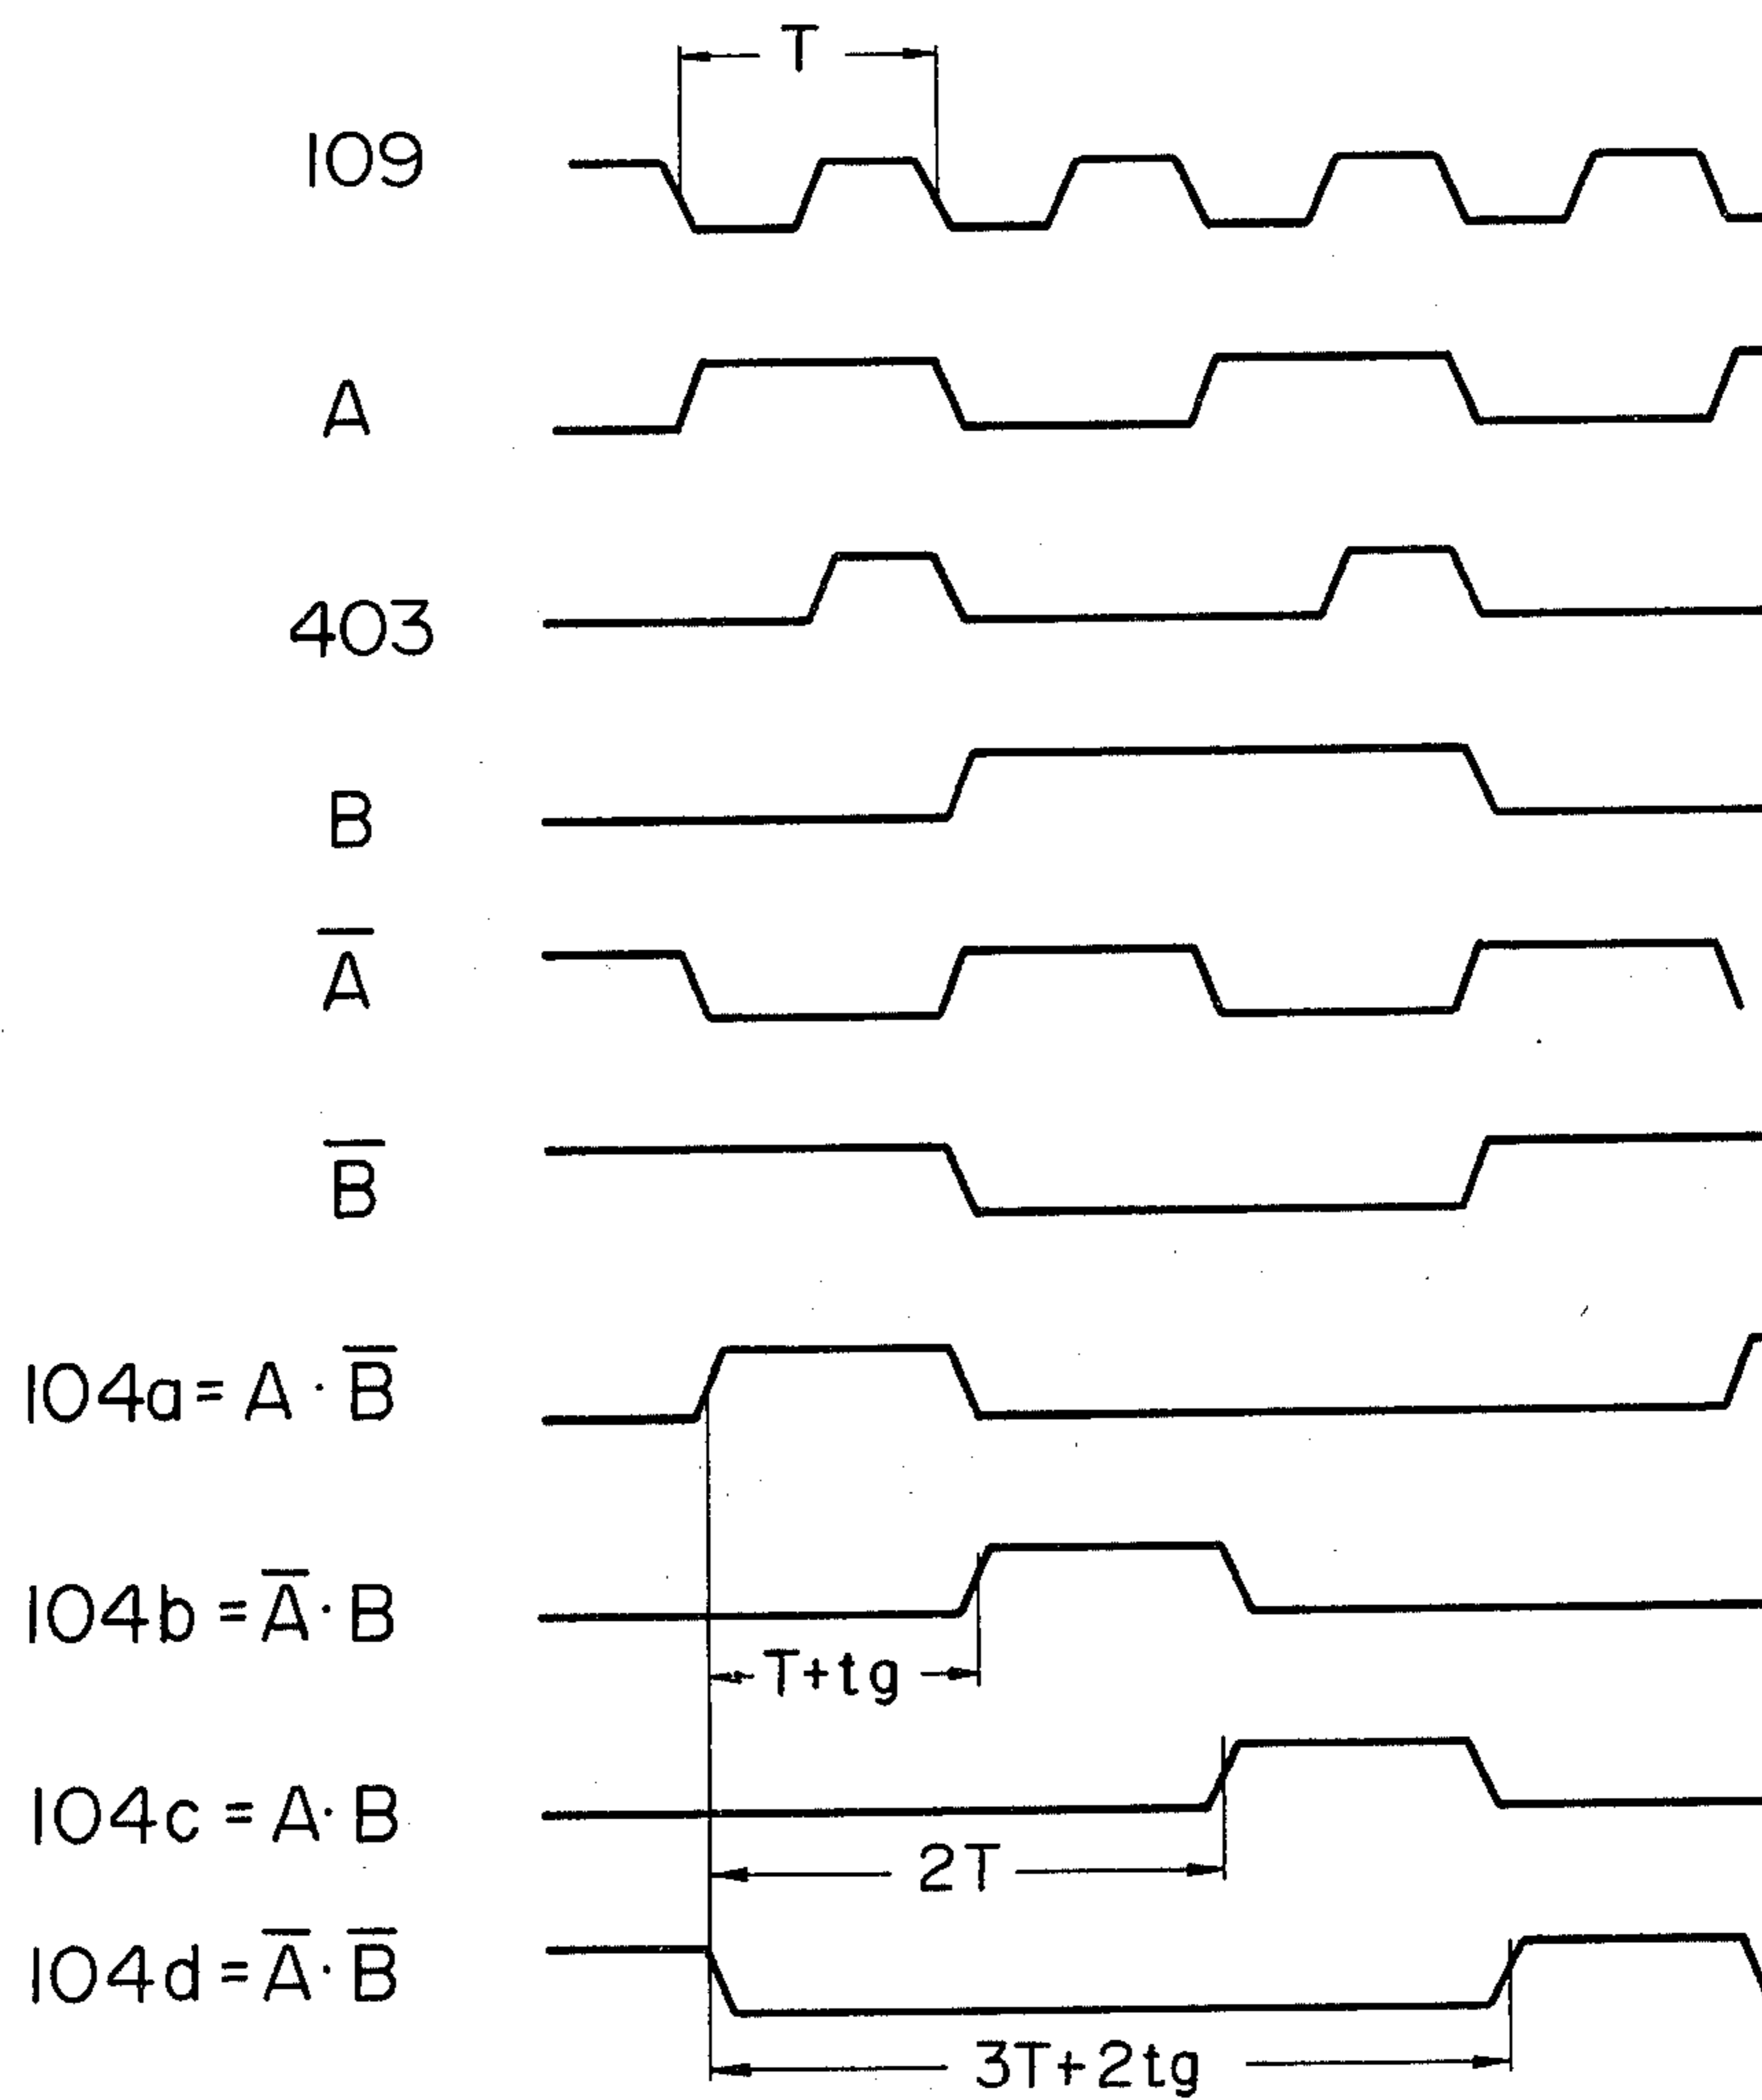 T
109
A
403
B
A̅
B̅
104a = A · B̅
104b = A̅ · B
T+tg
104c = A · B
2T
104d = A̅ · B̅
3T+2tg